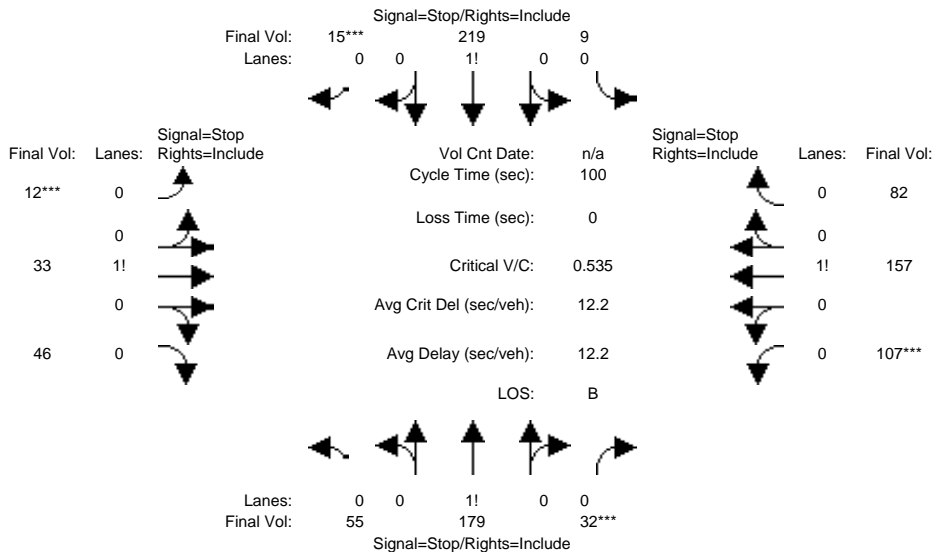 Signal=Stop/Rights=Include
Final Vol: 15*** 219 9
Lanes: 0 0 1! 0 0
Signal=Stop Signal=Stop
Final Vol: Lanes: Rights=Include Vol Cnt Date: n/a Rights=Include Lanes: Final Vol:
Cycle Time (sec): 100
12*** 0 0 82
Loss Time (sec): 0
0 0
33 1! Critical V/C: 0.535 1! 157
0 Avg Crit Del (sec/veh): 12.2 0
46 0 Avg Delay (sec/veh): 12.2 0 107***
LOS: B
Lanes: 0 0 1! 0 0
Final Vol: 55 179 32***
Signal=Stop/Rights=Include